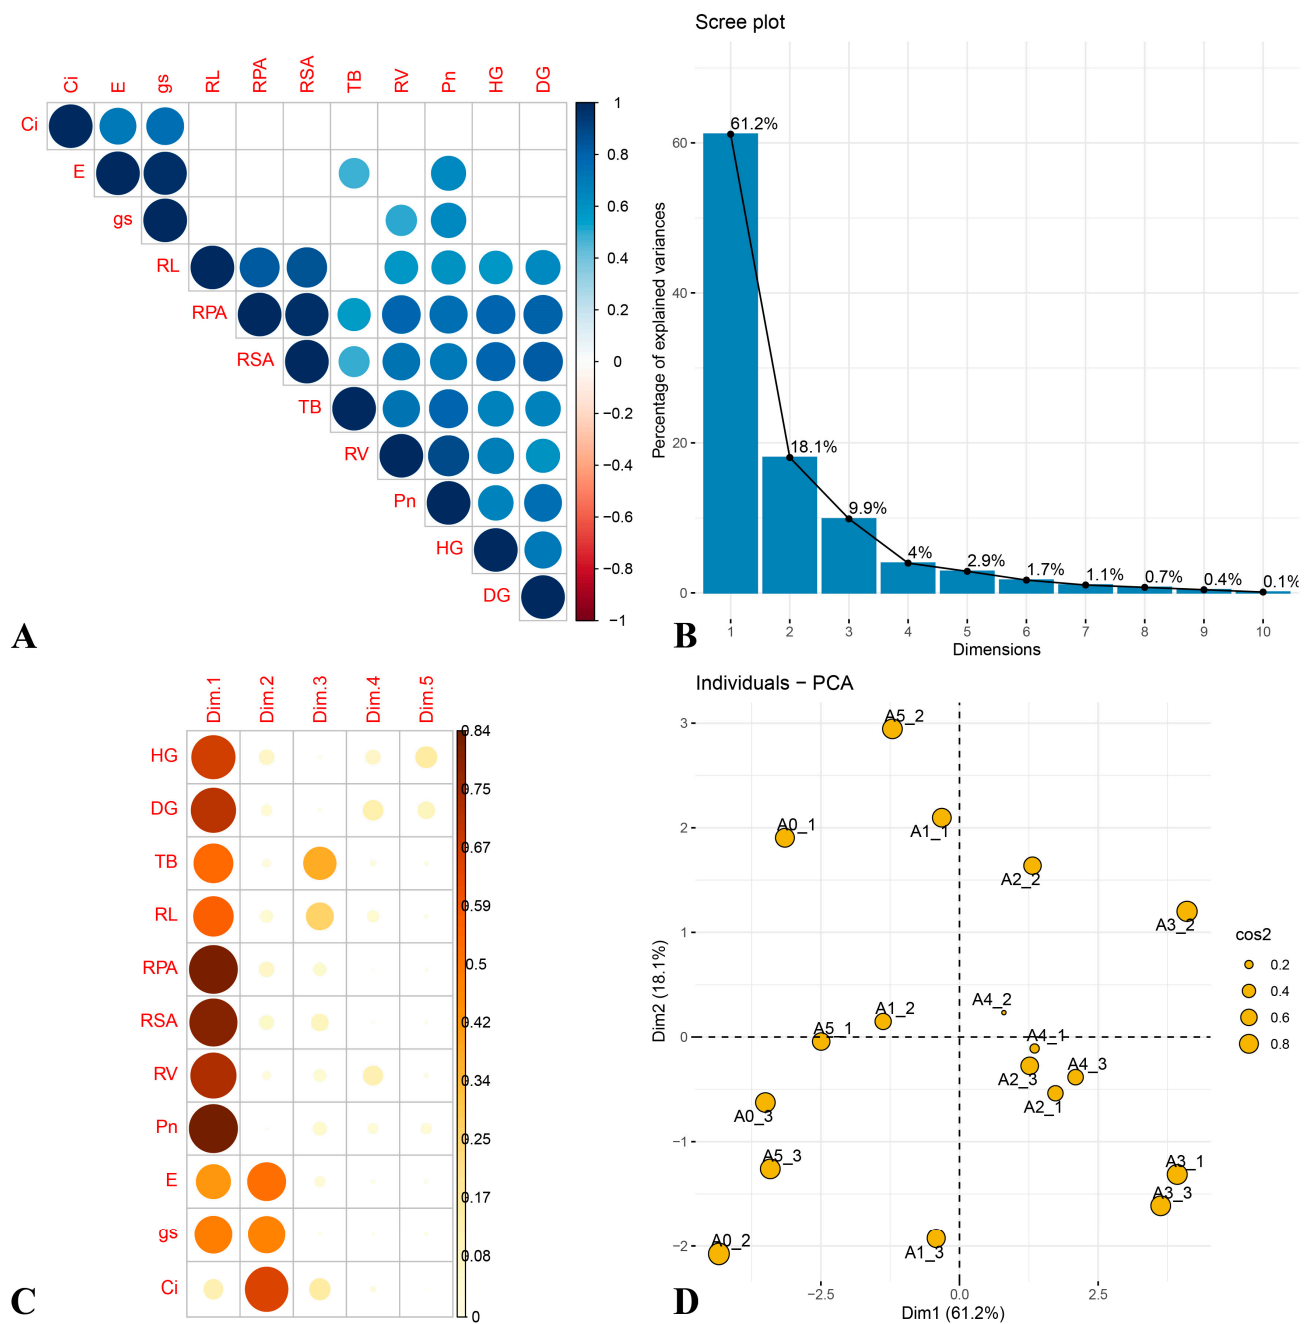 Ci E gs RL RPA RSA TB RV Pn HG DG
Ci
E
gs
RL
RPA
RSA
TB
RV
Pn
HG
DG
1
0.8
0.6
0.4
0.2
0
−0.2
−0.4
−0.6
−0.8
−1
A
Scree plot
Percentage of explained variances
60
40
20
0
61.2%
18.1%
9.9%
4%
2.9%
1.7%
1.1%
0.7%
0.4%
0.1%
1 2 3 4 5 6 7 8 9 10
Dimensions
B
Dim.1 Dim.2 Dim.3 Dim.4 Dim.5
HG
DG
TB
RL
RPA
RSA
RV
Pn
E
gs
Ci
0.84
0.75
0.67
0.59
0.5
0.42
0.34
0.25
0.17
0.08
0
C
Individuals − PCA
Dim2 (18.1%)
3
2
1
0
−1
−2
A5_2
A0_1
A1_1
A2_2
A3_2
A4_2
A1_2
A5_1
A4_1
A2_3
A4_3
A2_1
A0_3
A5_3
A3_1
A3_3
A0_2
A1_3
−2.5 0.0 2.5
Dim1 (61.2%)
cos2
0.2
0.4
0.6
0.8
D